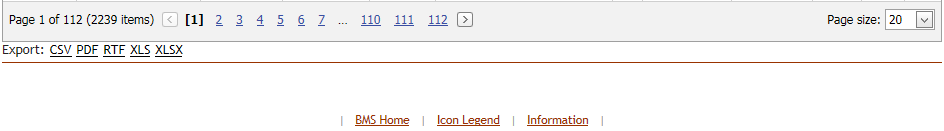 Page 1 of 112 (2239 items) [1] 2 3 4 5 6 7 … 110 111 112 Page size: 20
Export: CSV PDF RTF XLS XLSX
| BMS Home | Icon Legend | Information |